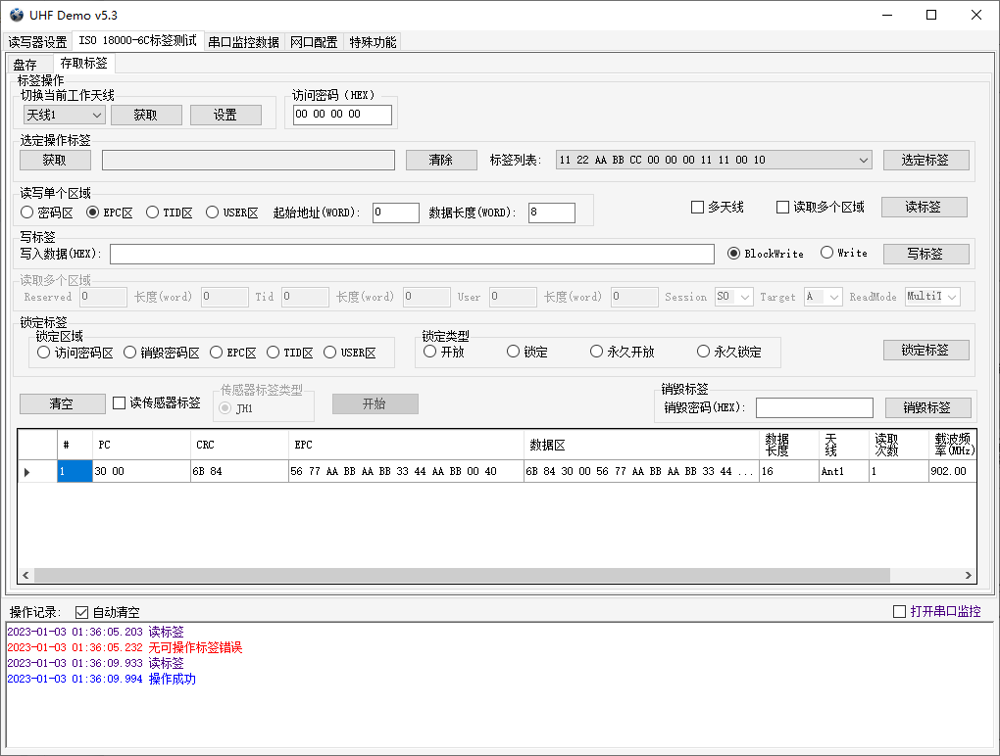 UHF Demo v5.3
读写器设置 ISO 18000-6C标签测试 串口监控数据 网口配置 特殊功能
盘存 存取标签
标签操作
切换当前工作天线 访问密码（HEX）
天线1 获取 设置 00 00 00 00
选定操作标签
获取 清除 标签列表: 11 22 AA BB CC 00 00 00 11 11 00 10 选定标签
读写单个区域
密码区 EPC区 TID区 USER区 起始地址(WORD): 0 数据长度(WORD): 8 多天线 读取多个区域 读标签
写标签
写入数据(HEX): BlockWrite Write 写标签
读取多个区域
Reserved 0 长度(word) 0 Tid 0 长度(word) 0 User 0 长度(word) 0 Session S0 Target A ReadMode MultiT
锁定标签
锁定区域 锁定类型
访问密码区 销毁密码区 EPC区 TID区 USER区 开放 锁定 永久开放 永久锁定 锁定标签
传感器标签类型 销毁标签
清空 读传感器标签 JH1 开始 销毁密码(HEX): 销毁标签
# PC CRC EPC 数据区 数据长度 天线 读取次数 载波频率(MHz)
1 30 00 6B 84 56 77 AA BB AA BB 33 44 AA BB 00 40 6B 84 30 00 56 77 AA BB AA BB 33 44 ... 16 Ant1 1 902.00
操作记录: 自动清空 打开串口监控
2023-01-03 01:36:05.203 读标签
2023-01-03 01:36:05.232 无可操作标签错误
2023-01-03 01:36:09.933 读标签
2023-01-03 01:36:09.994 操作成功